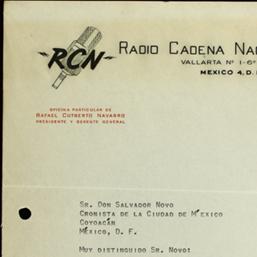 RCN
RADIO CADENA NA
VALLARTA Nº 1-6º
MEXICO 4, D.
OFICINA PARTICULAR DE
RAFAEL CUTBERTO NAVARRO
PRESIDENTE Y GERENTE GENERAL
SR. DON SALVADOR NOVO
CRONISTA DE LA CIUDAD DE MÉXICO
COYOACÁN
MÉXICO, D. F.
MUY DISTINGUIDO SR. NOVO: